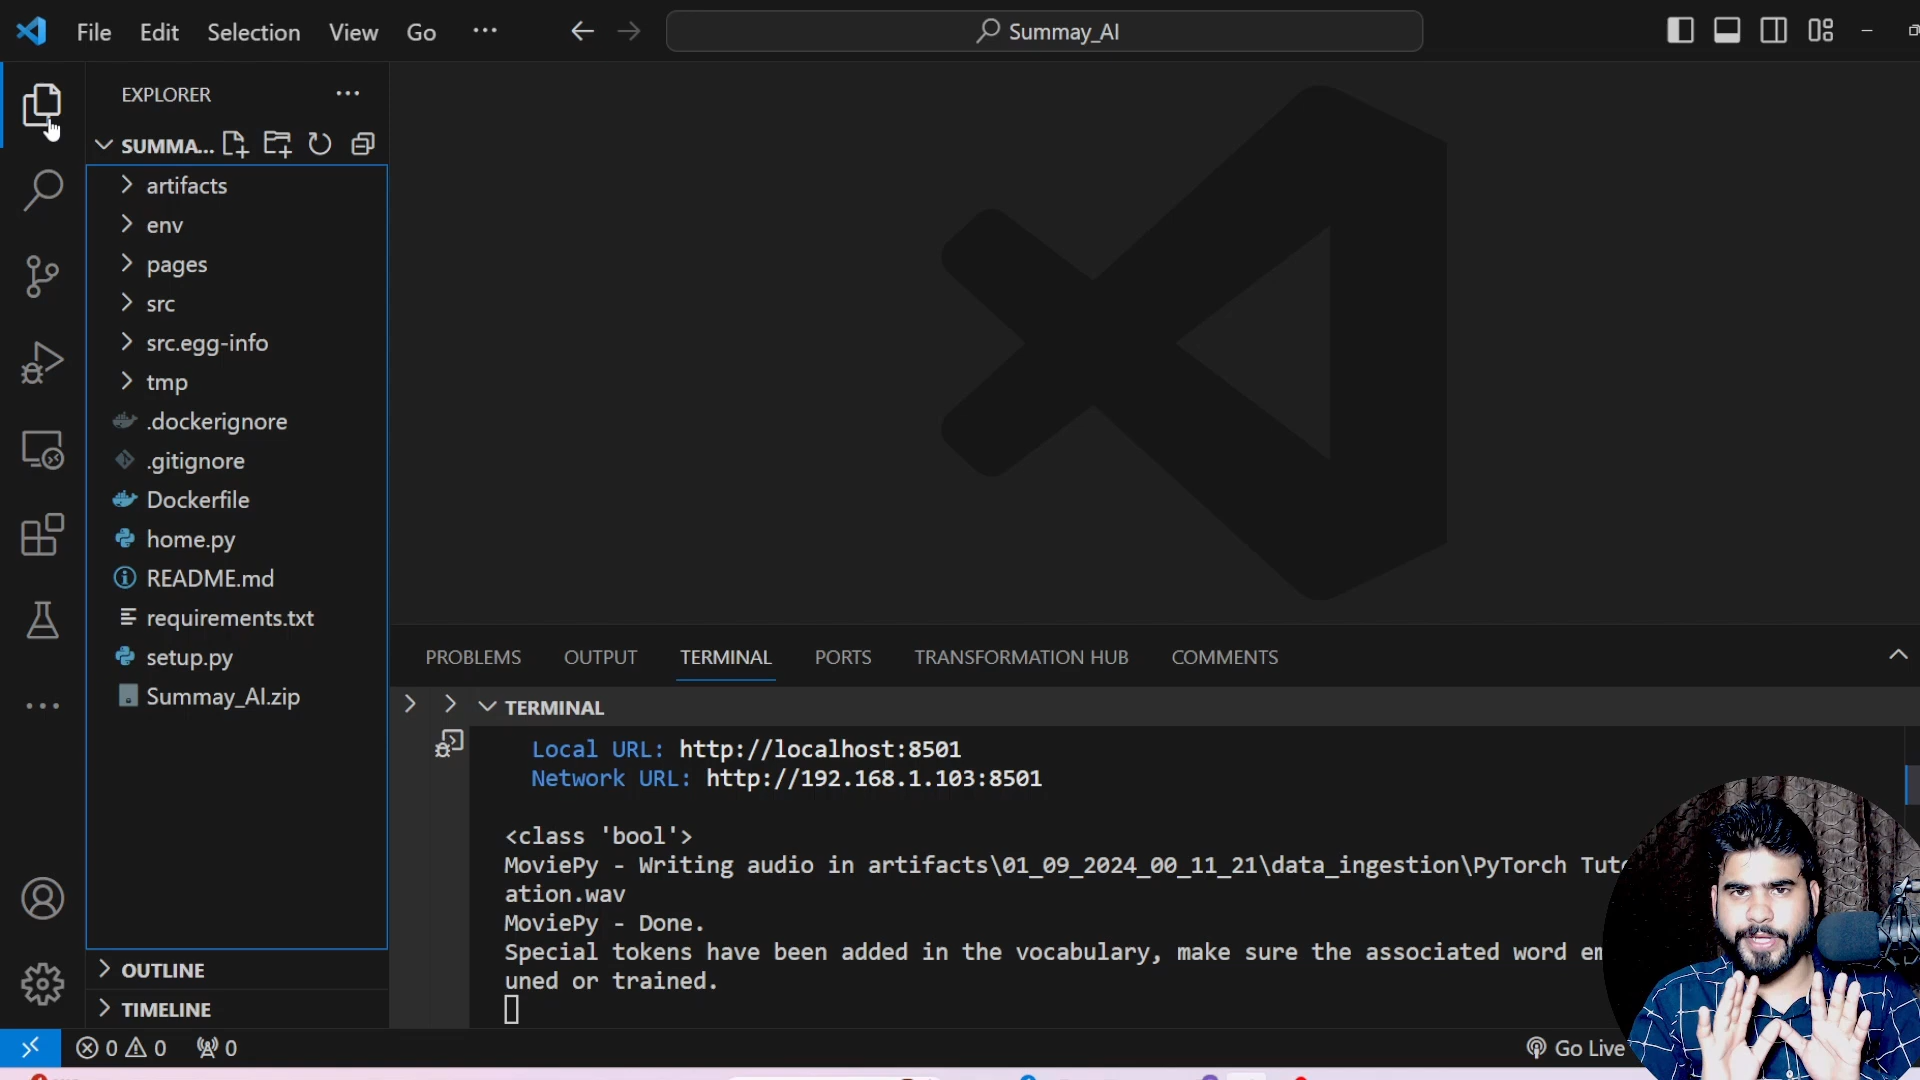 File Edit Selection View Go ··· Summay_AI
EXPLORER ···
SUMMA...
artifacts
env
pages
src
src.egg-info
tmp
.dockerignore
.gitignore
Dockerfile
home.py
README.md
requirements.txt
setup.py
Summay_AI.zip
OUTLINE
TIMELINE
PROBLEMS OUTPUT TERMINAL PORTS TRANSFORMATION HUB COMMENTS
TERMINAL
Local URL: http://localhost:8501
Network URL: http://192.168.1.103:8501
<class 'bool'>
MoviePy - Writing audio in artifacts\01_09_2024_00_11_21\data_ingestion\PyTorch Tut
ation.wav
MoviePy - Done.
Special tokens have been added in the vocabulary, make sure the associated word em
uned or trained.
0 0 0 Go Live